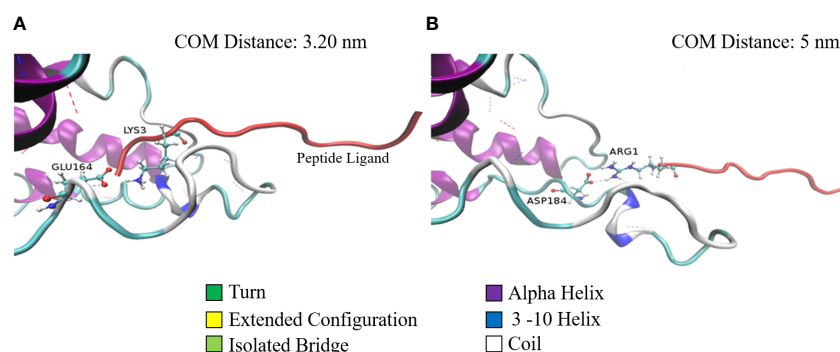 A
COM Distance: 3.20 nm
LYS3
GLU164
Peptide Ligand
B
COM Distance: 5 nm
ARG1
ASP184
Turn
Extended Configuration
Isolated Bridge
Alpha Helix
3 -10 Helix
Coil